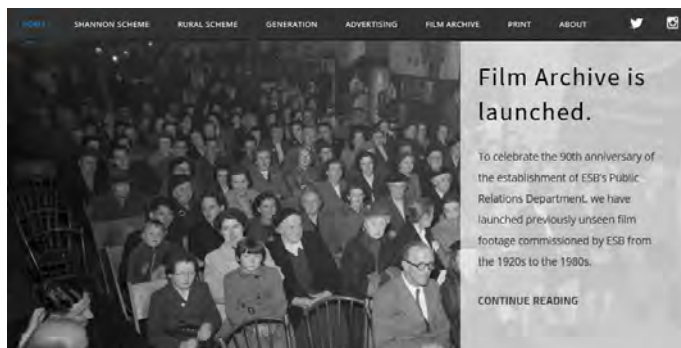 HOME
SHANNON SCHEME
RURAL SCHEME
GENERATION
ADVERTISING
FILM ARCHIVE
PRINT
ABOUT
Film Archive is
launched.
To celebrate the 90th anniversary of
the establishment of ESB's Public
Relations Department, we have
launched previously unseen film
footage commissioned by ESB from
the 1920s to the 1980s.
CONTINUE READING